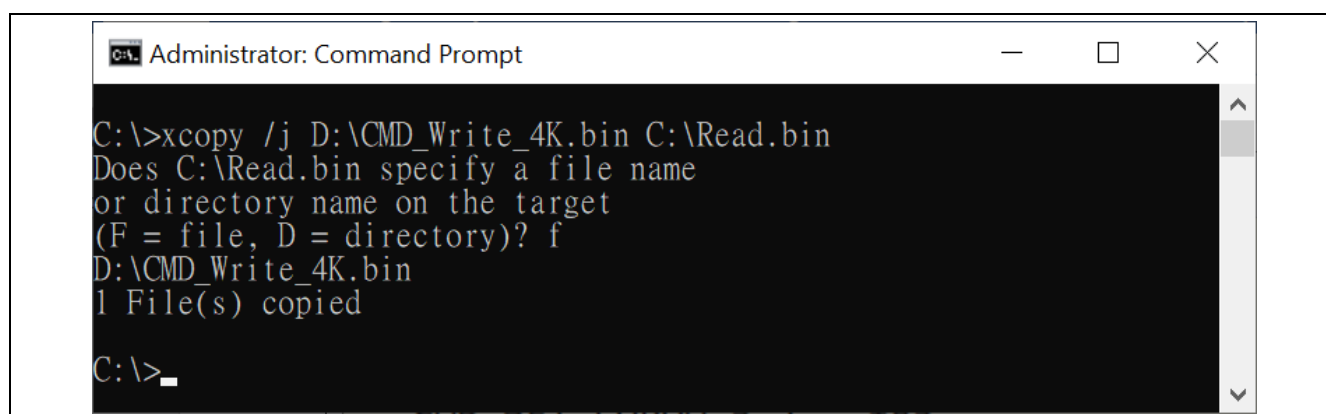 Administrator: Command Prompt
C:\>xcopy /j D:\CMD_Write_4K.bin C:\Read.bin
Does C:\Read.bin specify a file name
or directory name on the target
(F = file, D = directory)? f
D:\CMD_Write_4K.bin
1 File(s) copied
C:\>